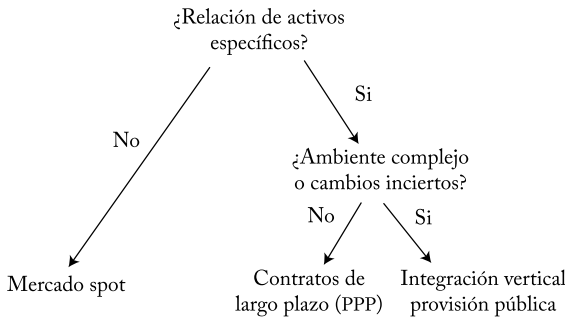 ¿Relación de activos
específicos?
Si
No
¿Ambiente complejo
o cambios inciertos?
No
Si
Mercado spot
Contratos de
largo plazo (PPP)
Integración vertical
provisión pública